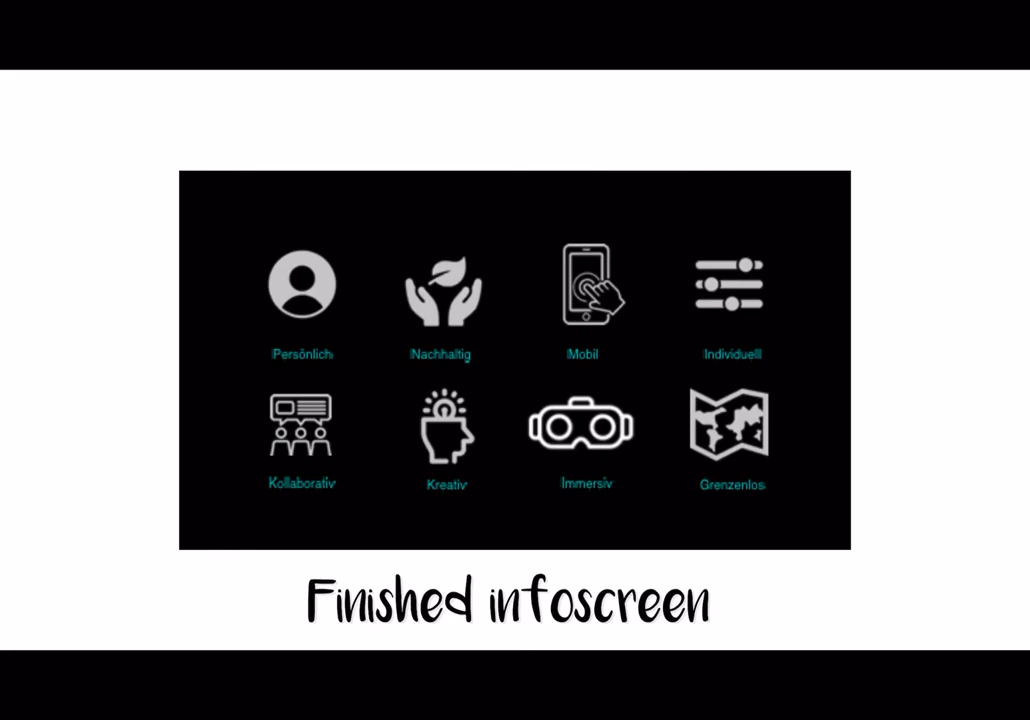 Persönlich Nachhaltig Mobil Individuell
Kollaborativ Kreativ Immersiv Grenzenlos
Finished infoscreen